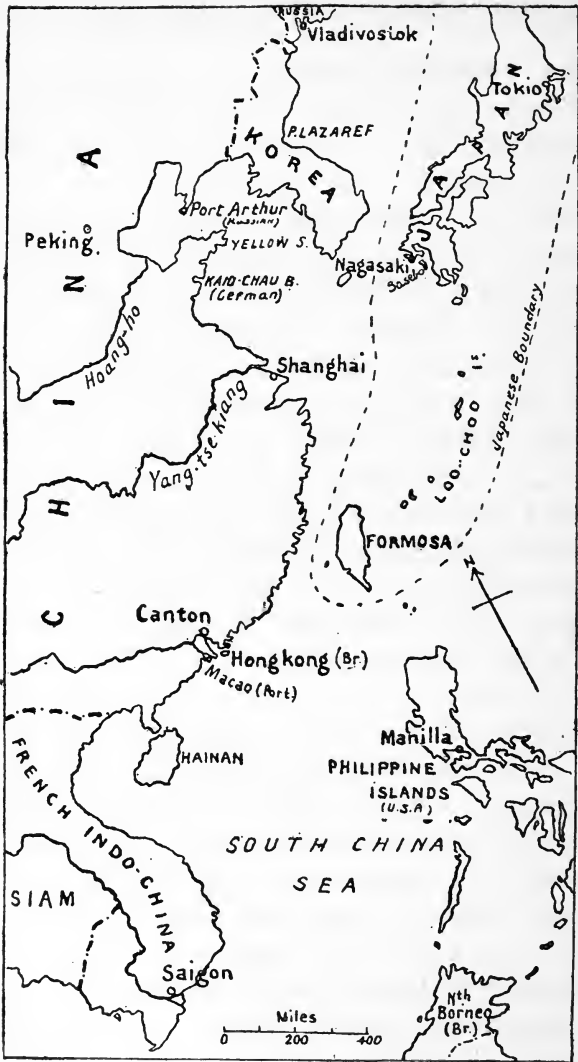 RUSSIA
Vladivostok
Tokio
JAPAN
P. LAZAREF
KOREA
Port Arthur
(RUSSIAN)
Peking
YELLOW S.
Nagasaki
Sasebo
KAIO-CHAU B.
(German)
Hoang-ho
Shanghai
Yang-tse-kiang
CHINA
LOO-CHOO Is.
Japanese Boundary
FORMOSA
N
Canton
Hongkong (Br)
Macao (Port)
HAINAN
Manilla
PHILIPPINE
ISLANDS
(U.S.A)
FRENCH INDO-CHINA
SOUTH CHINA
SEA
SIAM
Saigon
Nth
Borneo
(Br.)
Miles
0 200 400